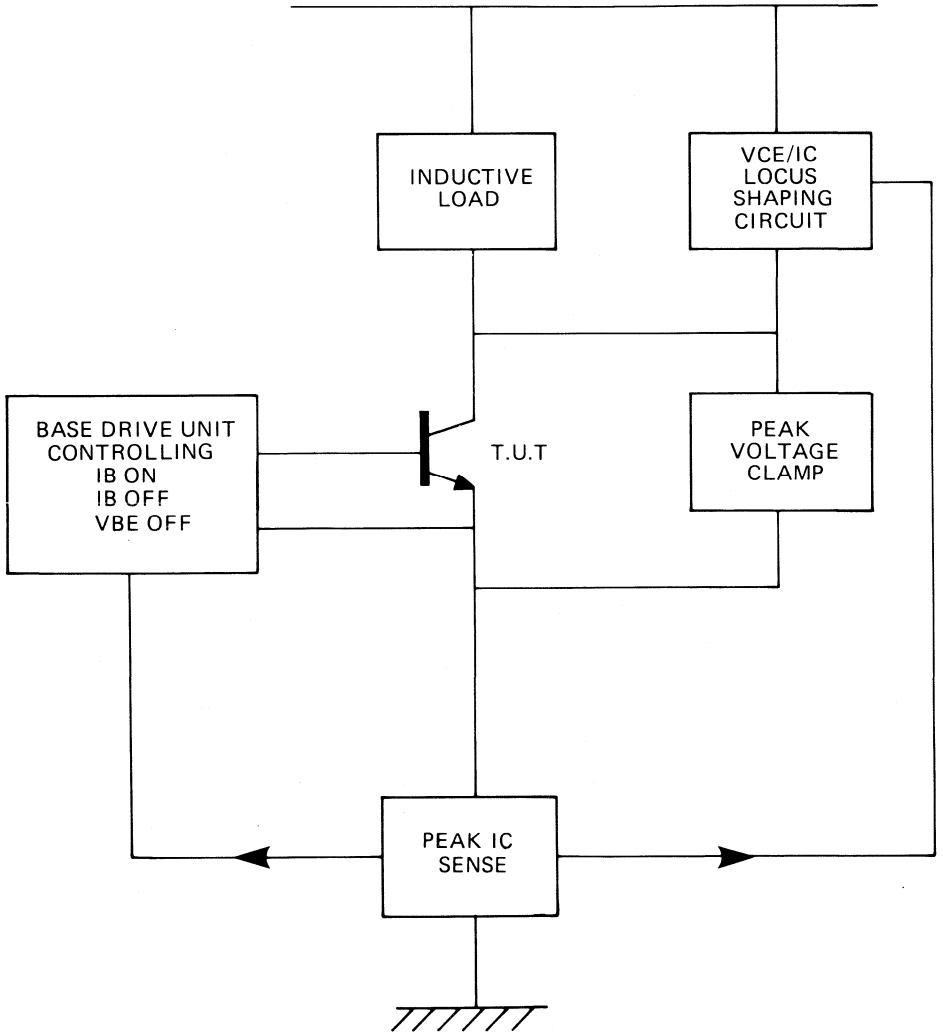 INDUCTIVE
LOAD
VCE/IC
LOCUS
SHAPING
CIRCUIT
BASE DRIVE UNIT
CONTROLLING
IB ON
IB OFF
VBE OFF
T.U.T
PEAK
VOLTAGE
CLAMP
PEAK IC
SENSE